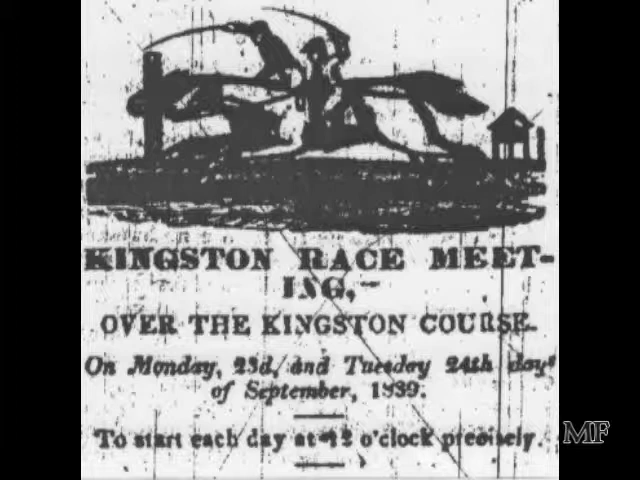 KINGSTON RACE MEET-
ING,-
OVER THE KINGSTON COURSE.
On Monday, 23d, and Tuesday 24th days
of September, 1839.
To start each day at 12 o'clock precisely.
MF